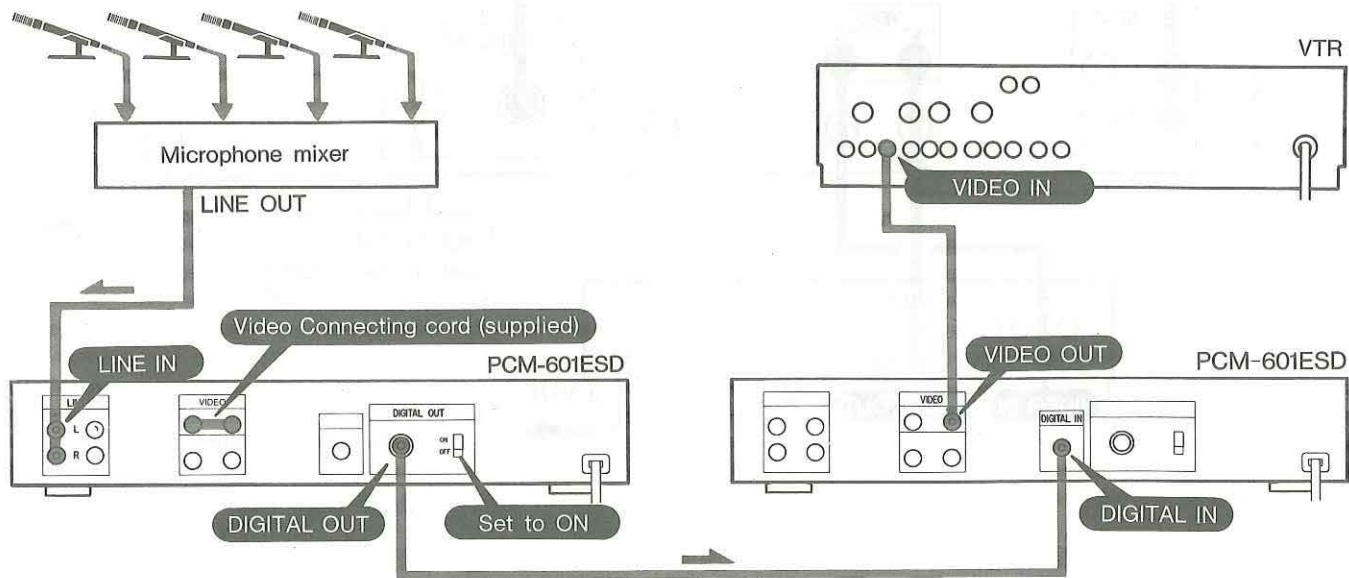 VTR
Microphone mixer
VIDEO IN
LINE OUT
Video Connecting cord (supplied)
LINE IN
PCM-601ESD
VIDEO OUT
PCM-601ESD
VIDEO
DIGITAL OUT
L
R
ON
OFF
VIDEO
DIGITAL IN
DIGITAL OUT
Set to ON
DIGITAL IN